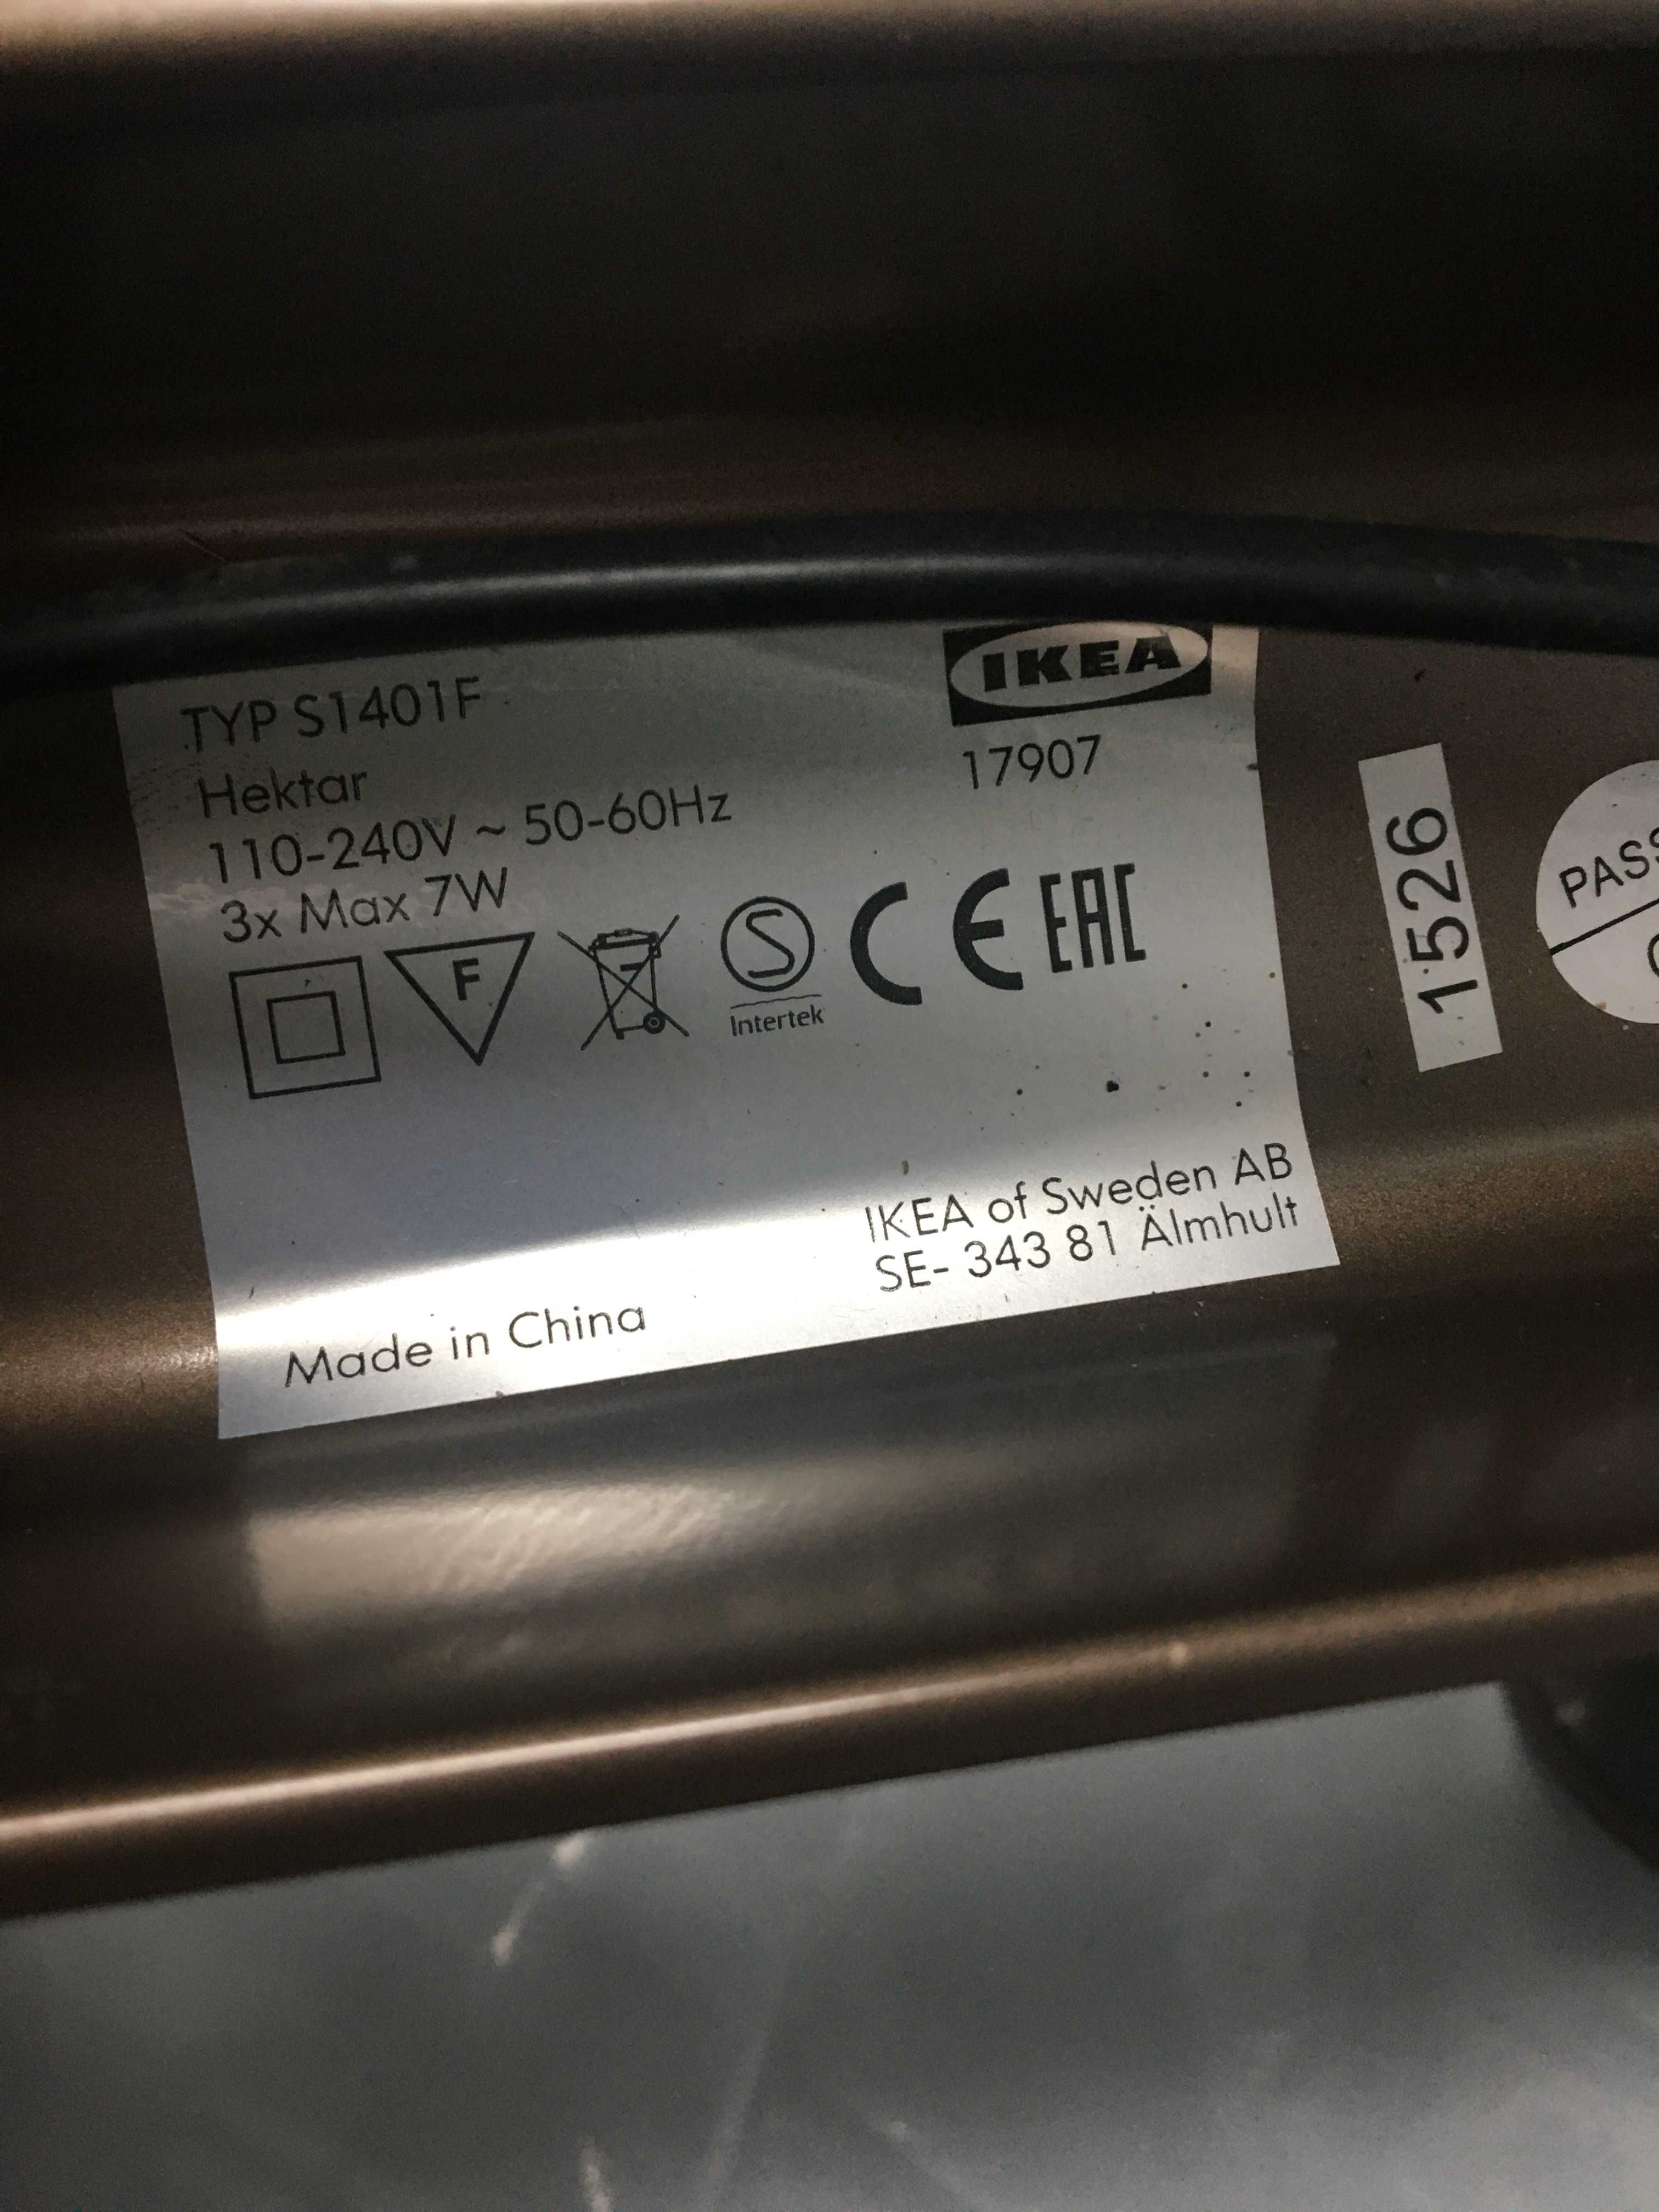 TYP S1401F
Hektar
110-240V ~ 50-60Hz
3x Max 7W
IKEA
17907
F
S
Intertek
CE
EAC
IKEA of Sweden AB
SE- 343 81 Älmhult
Made in China
1526